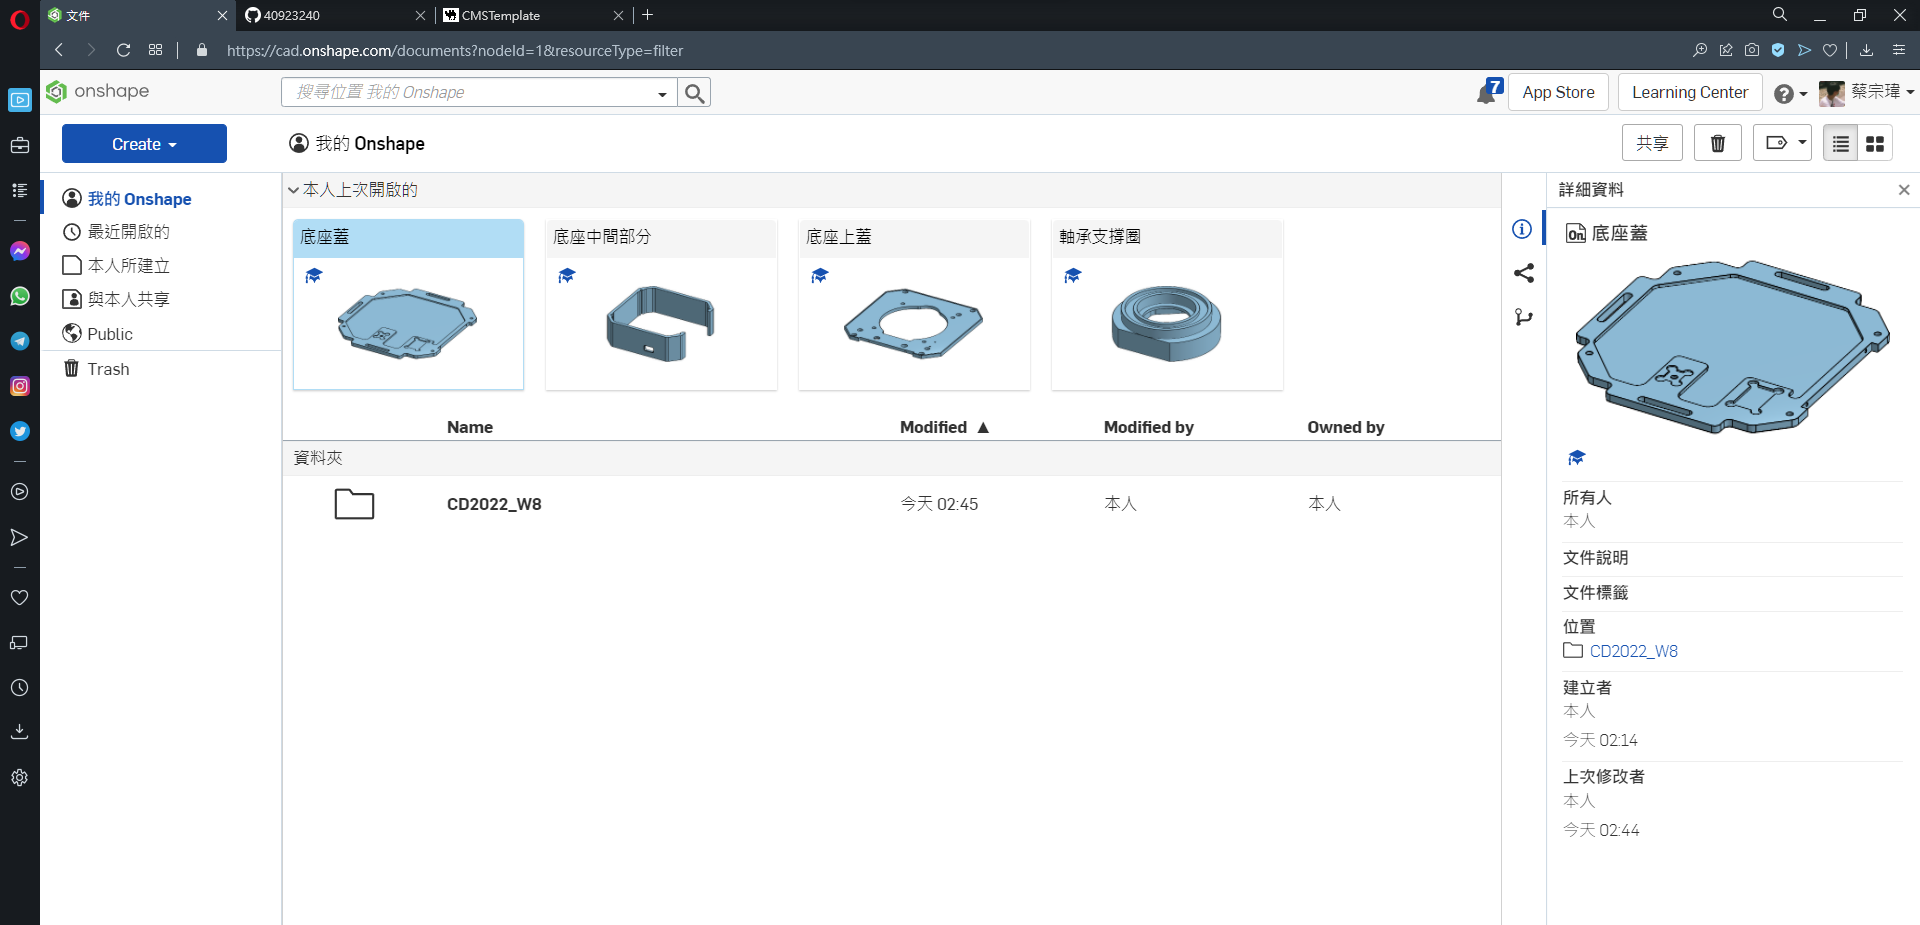 文件
40923240
CMSTemplate
https://cad.onshape.com/documents?nodeId=1&resourceType=filter
onshape
搜尋位置 我的 Onshape
7
App Store
Learning Center
蔡宗瑋
Create
我的 Onshape
共享
我的 Onshape
最近開啟的
本人所建立
與本人共享
Public
Trash
本人上次開啟的
底座蓋
底座中間部分
底座上蓋
軸承支撐圈
Name
Modified ▲
Modified by
Owned by
資料夾
CD2022_W8
今天 02:45
本人
本人
詳細資料
底座蓋
所有人
本人
文件說明
文件標籤
位置
CD2022_W8
建立者
本人
今天 02:14
上次修改者
本人
今天 02:44